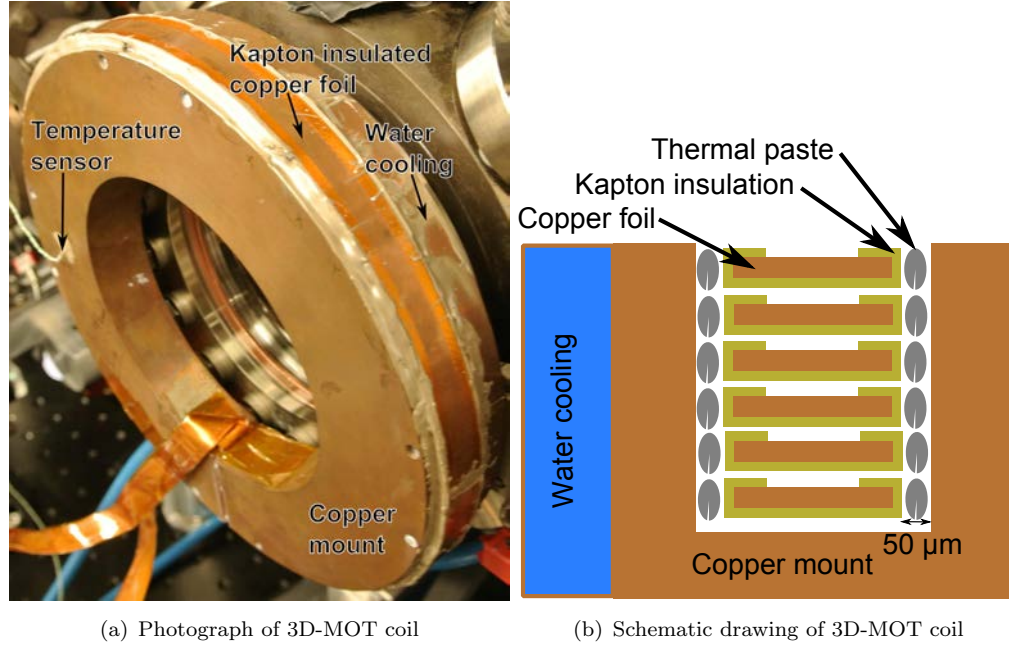 Kapton insulated
copper foil
Temperature
sensor
Water
cooling
Copper
mount
(a) Photograph of 3D-MOT coil
Thermal paste
Kapton insulation
Copper foil
Water cooling
50 µm
Copper mount
(b) Schematic drawing of 3D-MOT coil